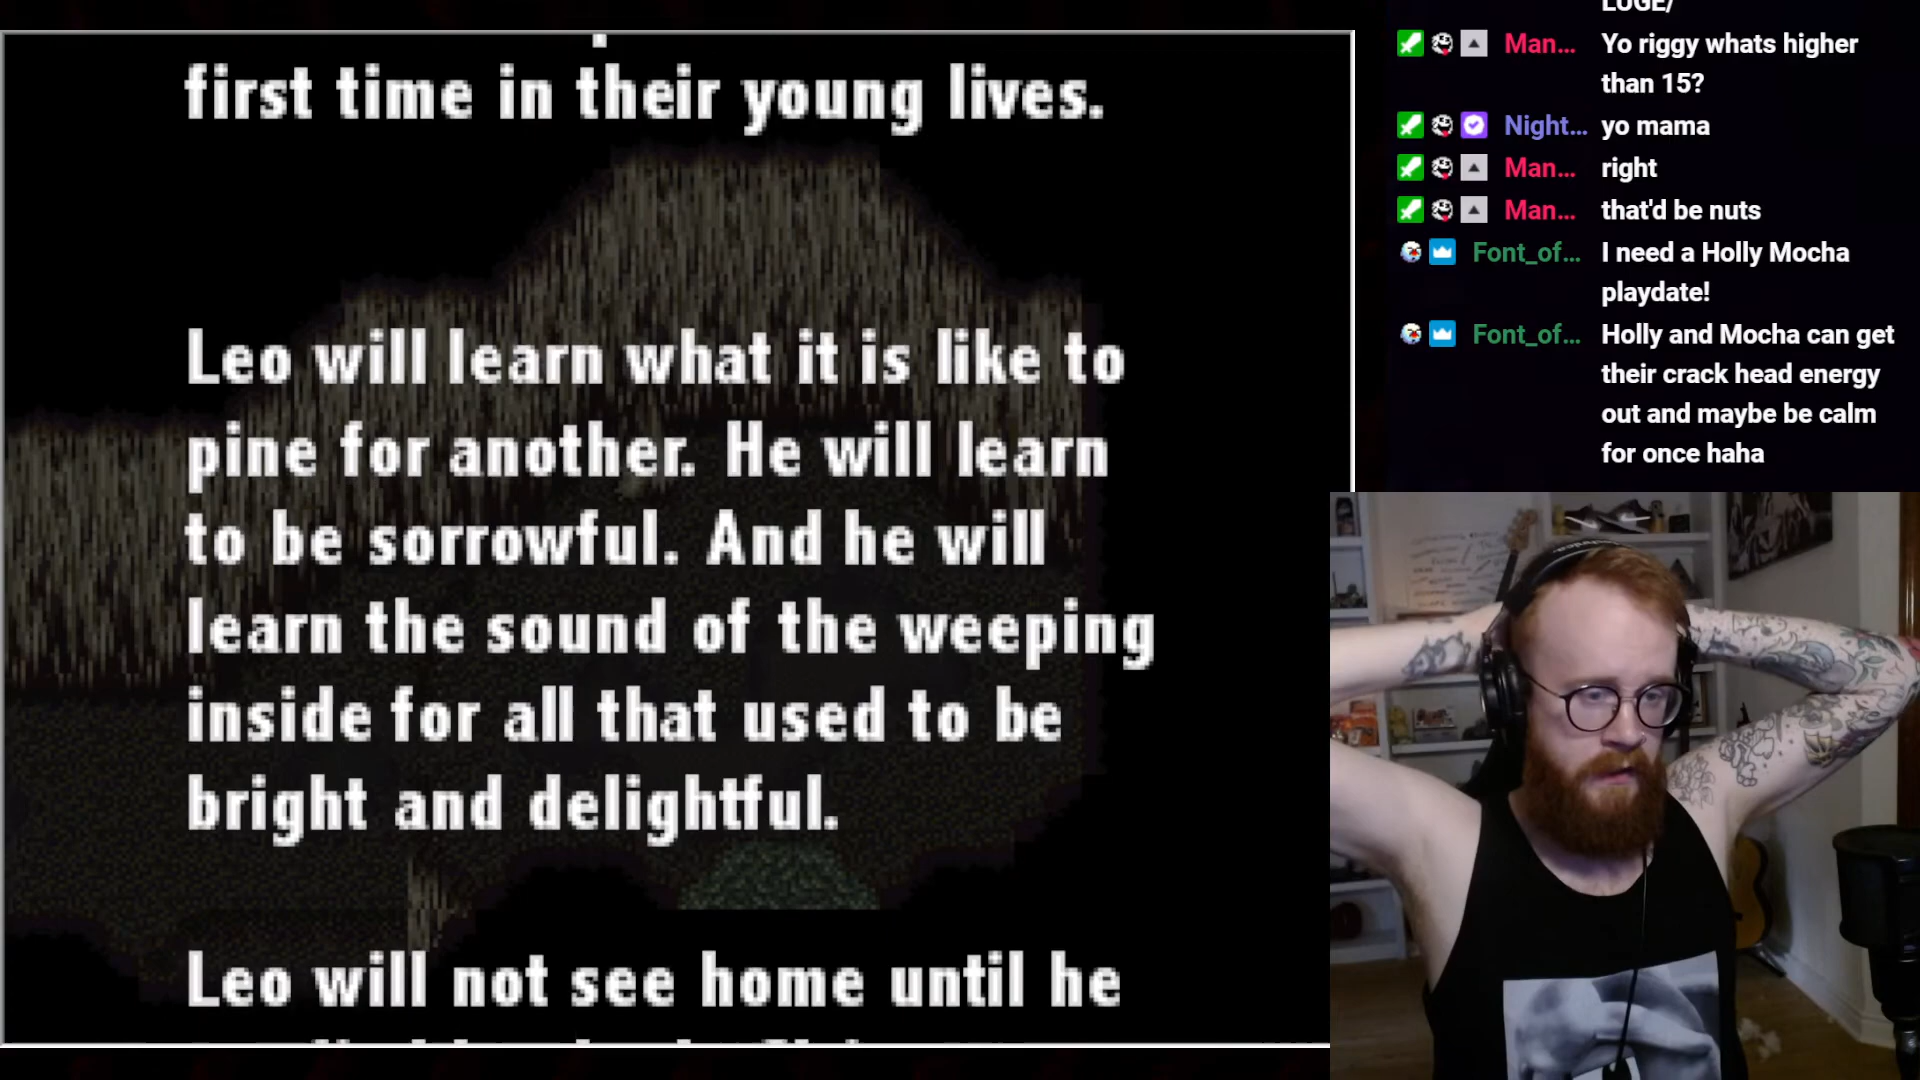 first time in their young lives.
Leo will learn what it is like to
pine for another. He will learn
to be sorrowful. And he will
learn the sound of the weeping
inside for all that used to be
bright and delightful.
Leo will not see home until he
LUGE/
Man... Yo riggy whats higher
than 15?
Night... yo mama
Man... right
Man... that'd be nuts
Font_of... I need a Holly Mocha
playdate!
Font_of... Holly and Mocha can get
their crack head energy
out and maybe be calm
for once haha